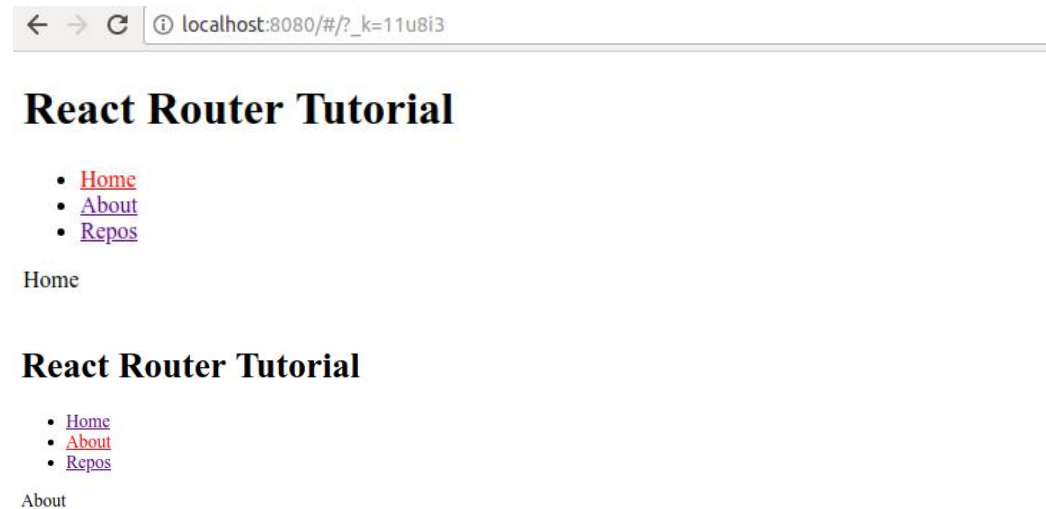 localhost:8080/#/?_k=11u8i3
React Router Tutorial
• Home
• About
• Repos
Home
React Router Tutorial
• Home
• About
• Repos
About